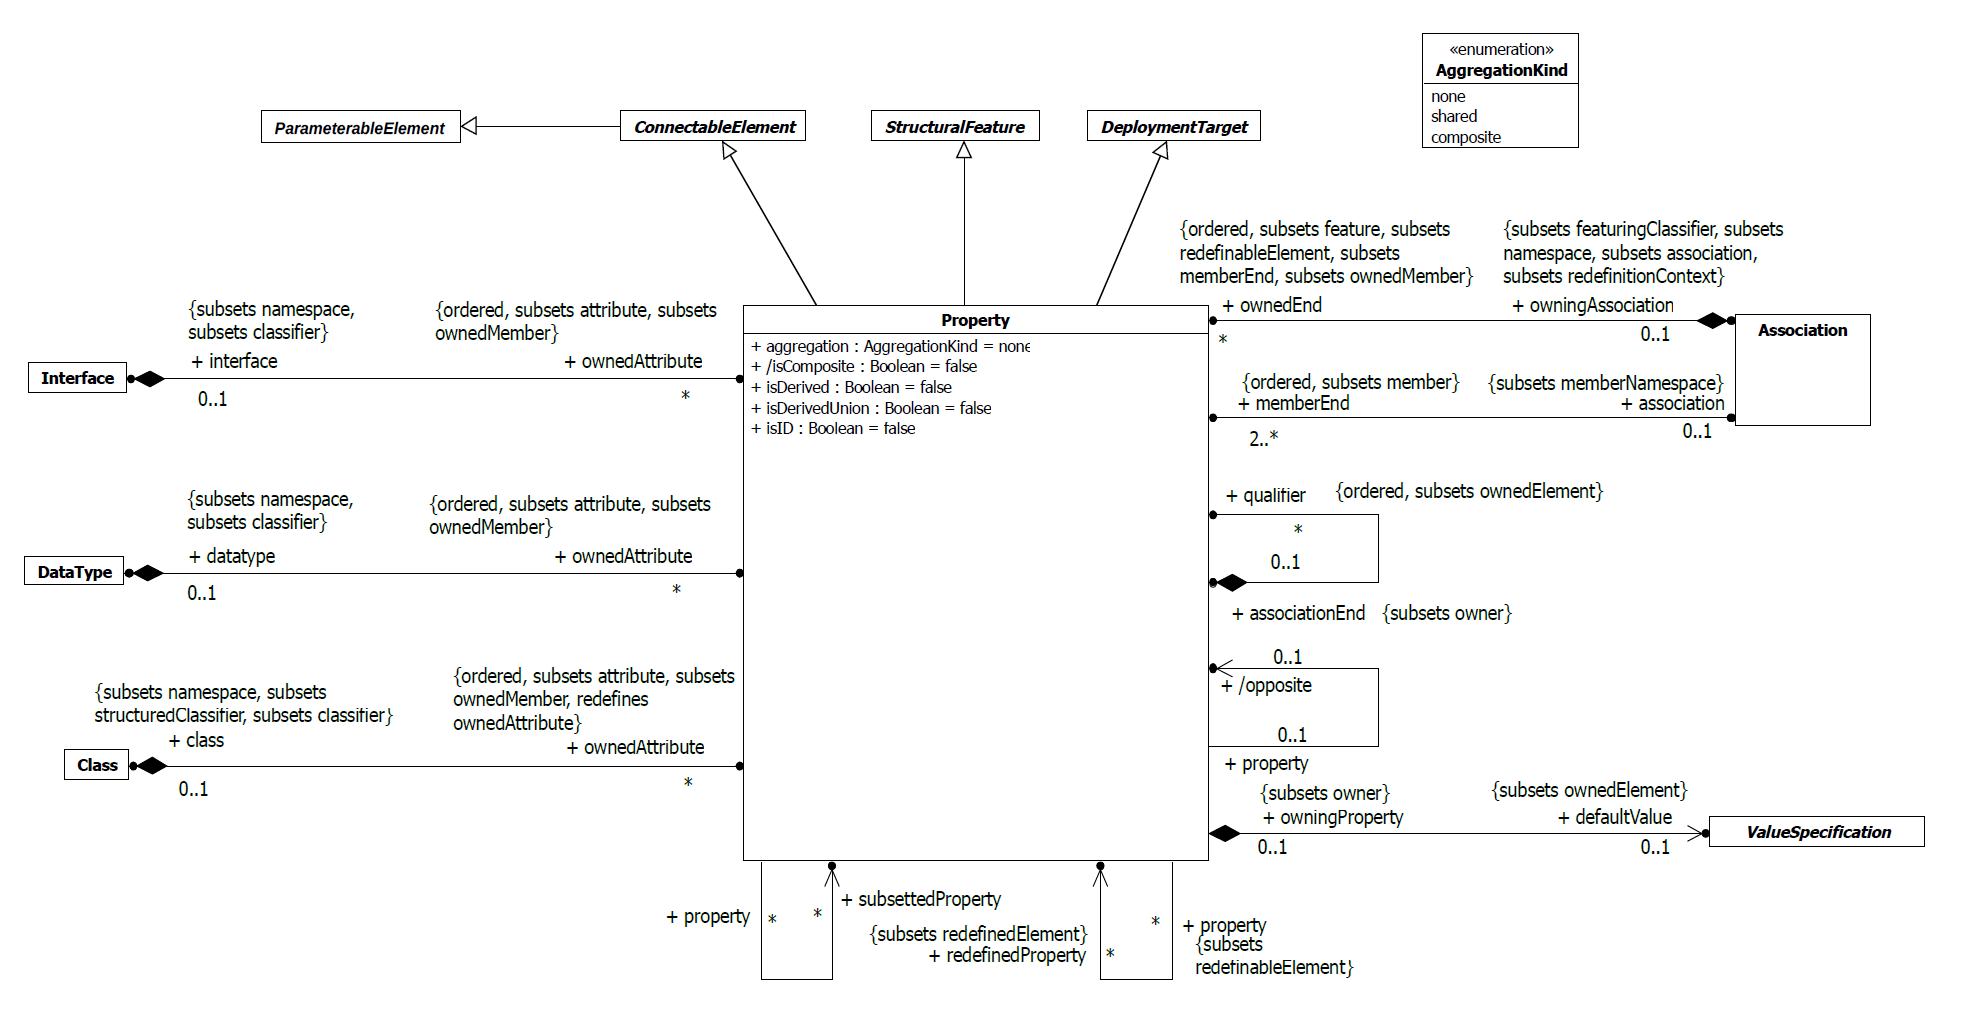 «enumeration»
AggregationKind
none
shared
composite
ParameterableElement
ConnectableElement
StructuralFeature
DeploymentTarget
{ordered, subsets feature, subsets
redefinableElement, subsets
memberEnd, subsets ownedMember}
+ ownedEnd
*
{subsets featuringClassifier, subsets
namespace, subsets association,
subsets redefinitionContext}
+ owningAssociation
0..1
Association
{subsets namespace,
subsets classifier}
+ interface
0..1
{ordered, subsets attribute, subsets
ownedMember}
+ ownedAttribute
*
Interface
Property
+ aggregation : AggregationKind = none
+ /isComposite : Boolean = false
+ isDerived : Boolean = false
+ isDerivedUnion : Boolean = false
+ isID : Boolean = false
{ordered, subsets member}
+ memberEnd
2..*
{subsets memberNamespace}
+ association
0..1
+ qualifier
{ordered, subsets ownedElement}
*
0..1
+ associationEnd
{subsets owner}
{subsets namespace,
subsets classifier}
+ datatype
0..1
{ordered, subsets attribute, subsets
ownedMember}
+ ownedAttribute
*
DataType
0..1
+ /opposite
0..1
+ property
{subsets namespace, subsets
structuredClassifier, subsets classifier}
+ class
0..1
{ordered, subsets attribute, subsets
ownedMember, redefines
ownedAttribute}
+ ownedAttribute
*
Class
{subsets owner}
+ owningProperty
0..1
{subsets ownedElement}
+ defaultValue
0..1
ValueSpecification
+ property
*
*
+ subsettedProperty
{subsets redefinedElement}
+ redefinedProperty
*
*
+ property
{subsets
redefinableElement}